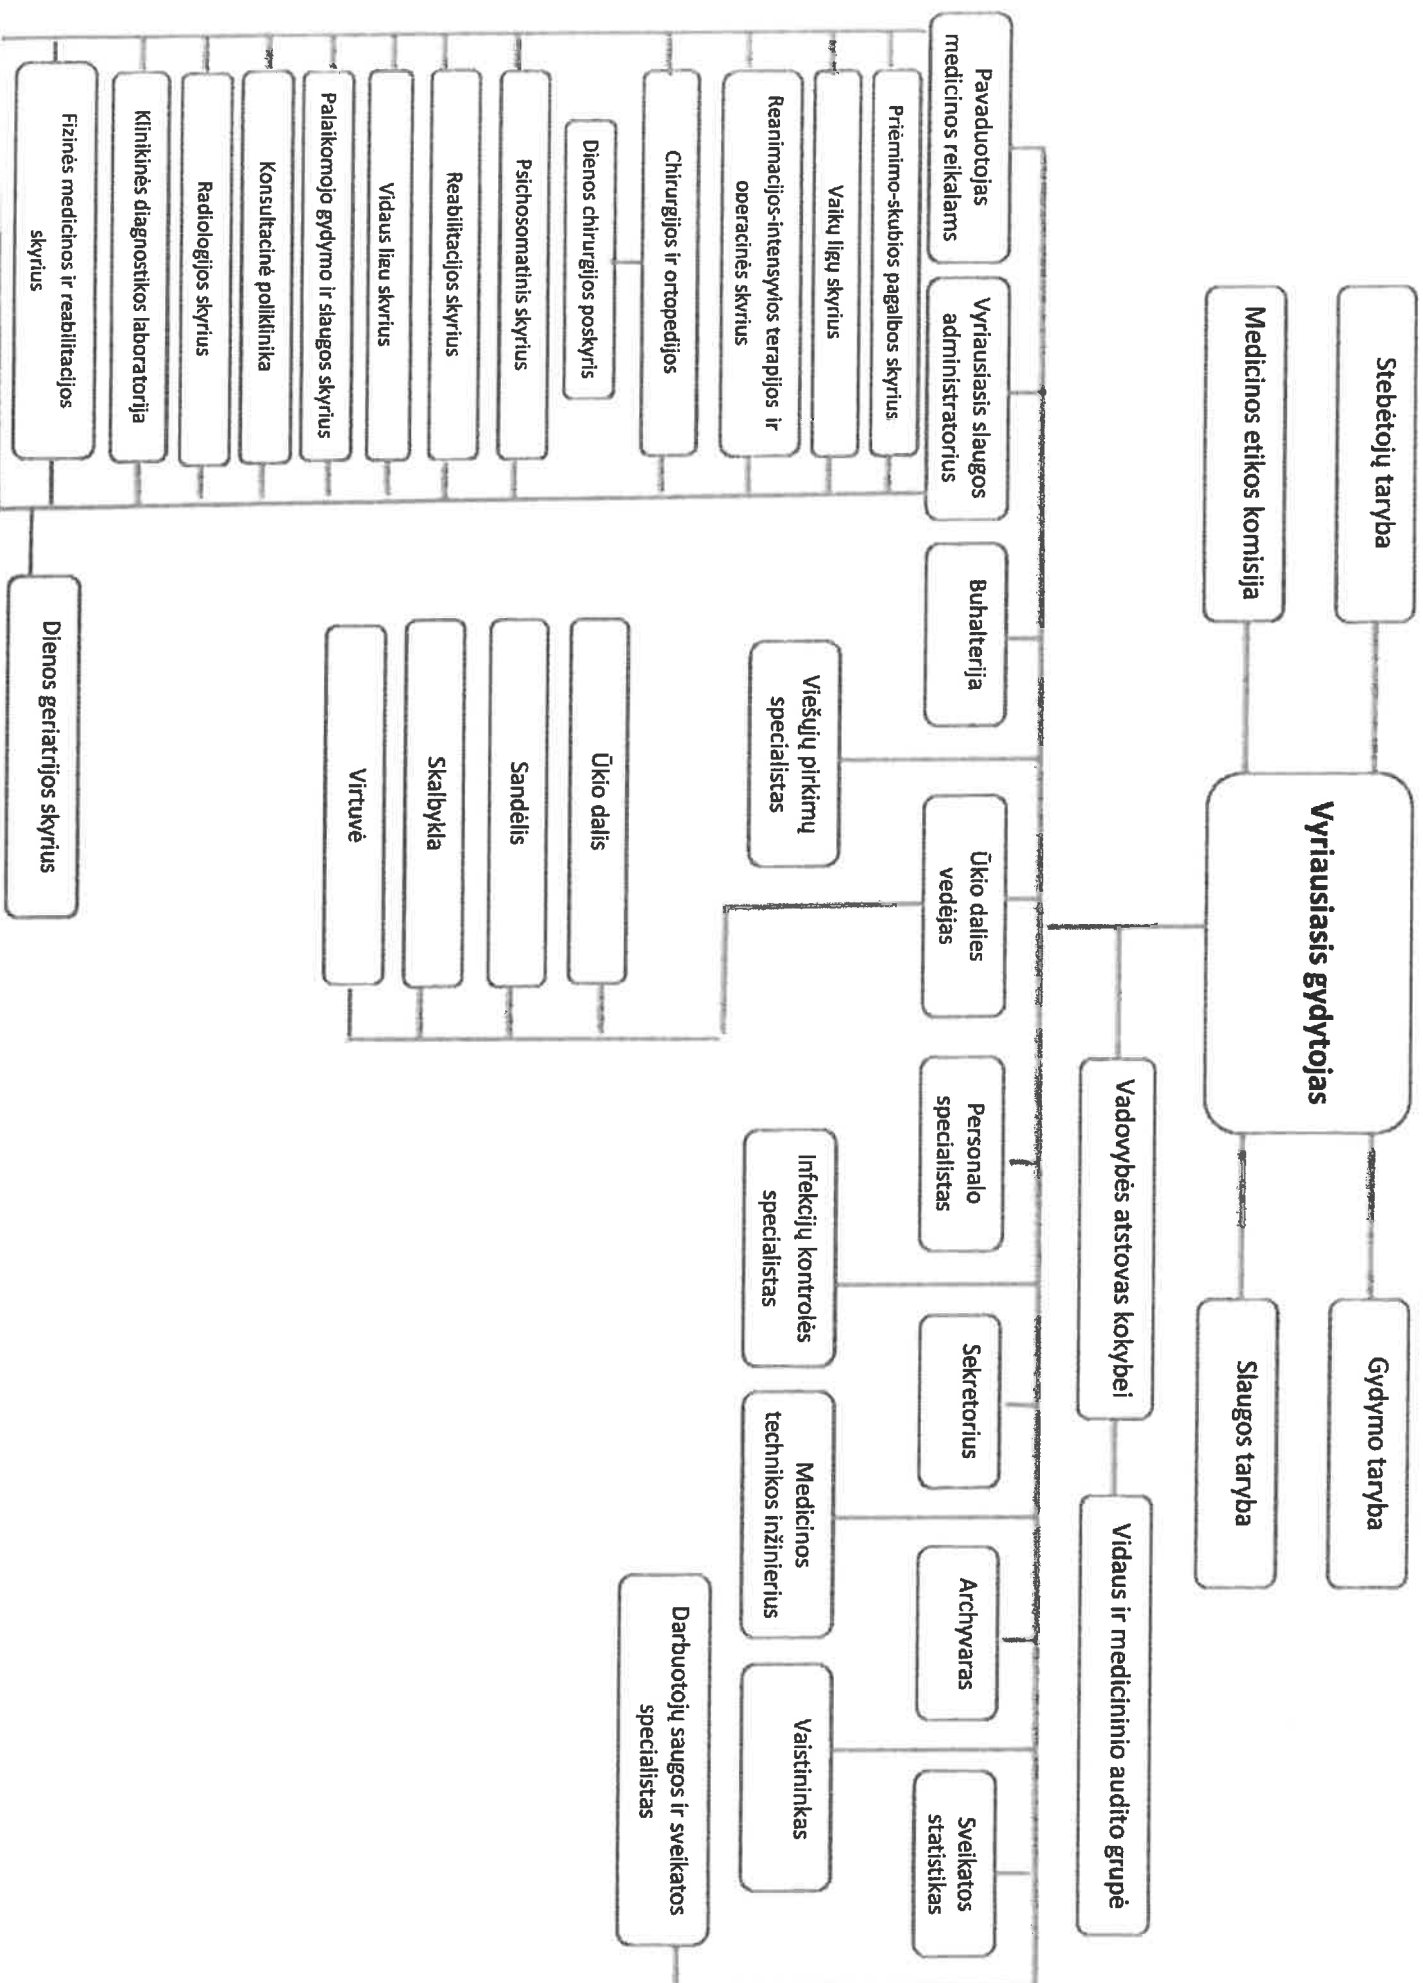 Stebėtojų taryba
Medicinos etikos komisija
Vyriausiasis gydytojas
Gydymo taryba
Slaugos taryba
Vadovybės atstovas kokybei
Vidaus ir medicininio audito grupė
Pavaduotojas
medicinos reikalams
Vyriausiasis slaugos
administratorius
Buhalterija
Ūkio dalies
vedėjas
Personalo
specialistas
Sekretorius
Archyvaras
Sveikatos
statistikas
Viešųjų pirkimų
specialistas
Infekcijų kontrolės
specialistas
Medicinos
technikos inžinierius
Vaistininkas
Darbuotojų saugos ir sveikatos
specialistas
Priėmimo-skubios pagalbos skyrius
Vaikų ligų skyrius
Reanimacijos-intensyvios terapijos ir
operacinės skyrius
Chirurgijos ir ortopedijos
Dienos chirurgijos poskyris
Psichosomatinis skyrius
Reabilitacijos skyrius
Vidaus ligų skyrius
Palaikomojo gydymo ir slaugos skyrius
Konsultacinė poliklinika
Radiologijos skyrius
Klinikinės diagnostikos laboratorija
Fizinės medicinos ir reabilitacijos
skyrius
Ūkio dalis
Sandėlis
Skalbykla
Virtuvė
Dienos geriatrijos skyrius